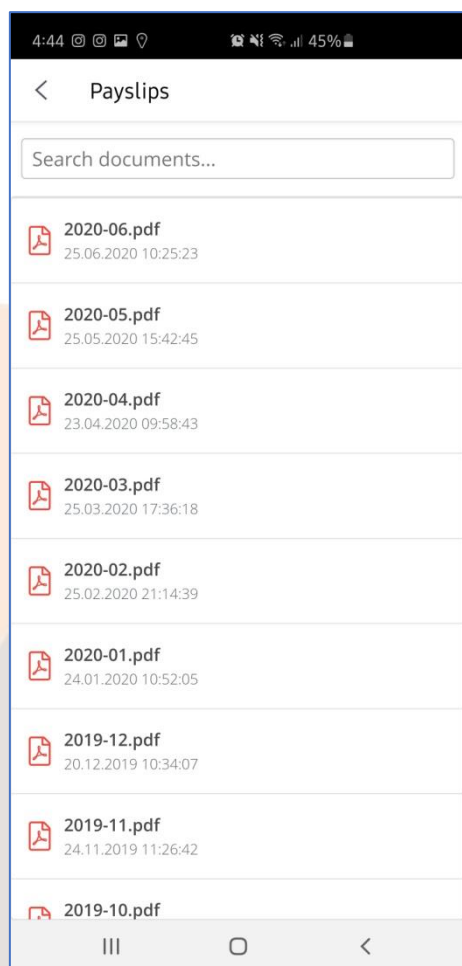 4:44 45%
Payslips
Search documents...
2020-06.pdf
25.06.2020 10:25:23
2020-05.pdf
25.05.2020 15:42:45
2020-04.pdf
23.04.2020 09:58:43
2020-03.pdf
25.03.2020 17:36:18
2020-02.pdf
25.02.2020 21:14:39
2020-01.pdf
24.01.2020 10:52:05
2019-12.pdf
20.12.2019 10:34:07
2019-11.pdf
24.11.2019 11:26:42
2019-10.pdf